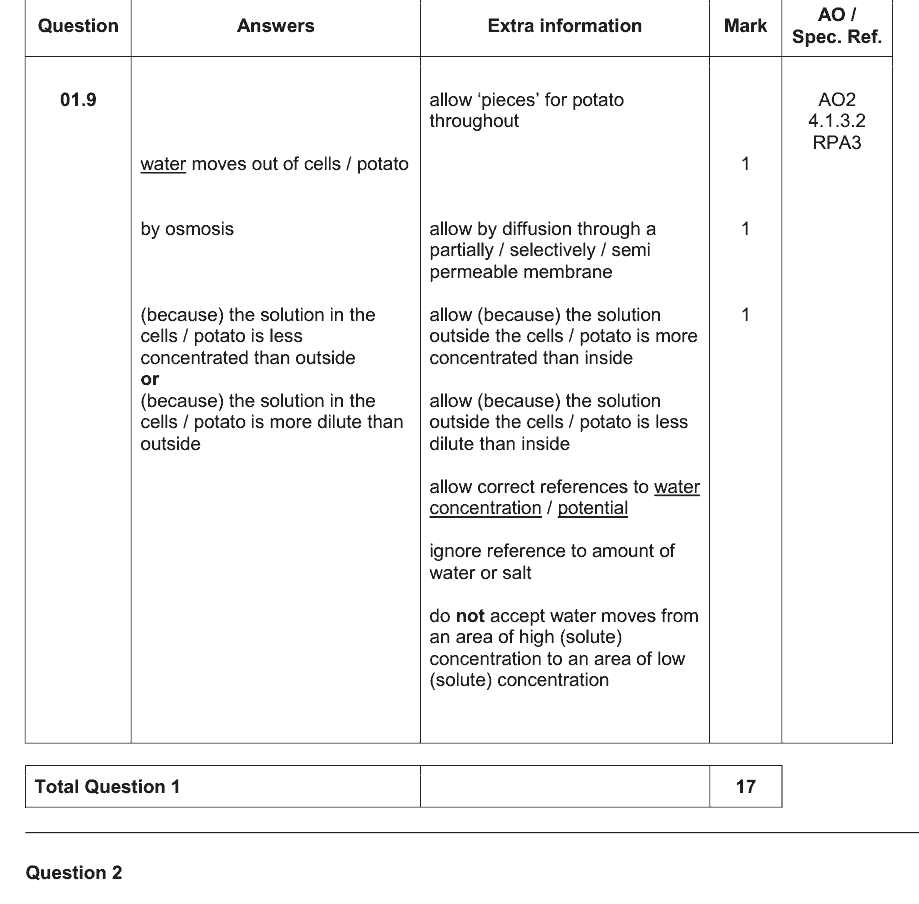 Question Answers Extra information Mark AO /
Spec. Ref.
01.9 allow ‘pieces’ for potato AO2
throughout 4.1.3.2
RPA3
water moves out of cells / potato 1
by osmosis allow by diffusion through a 1
partially / selectively / semi
permeable membrane
(because) the solution in the allow (because) the solution 1
cells / potato is less outside the cells / potato is more
concentrated than outside concentrated than inside
or
(because) the solution in the allow (because) the solution
cells / potato is more dilute than outside the cells / potato is less
outside dilute than inside
allow correct references to water
concentration / potential
ignore reference to amount of
water or salt
do not accept water moves from
an area of high (solute)
concentration to an area of low
(solute) concentration
Total Question 1 17
Question 2